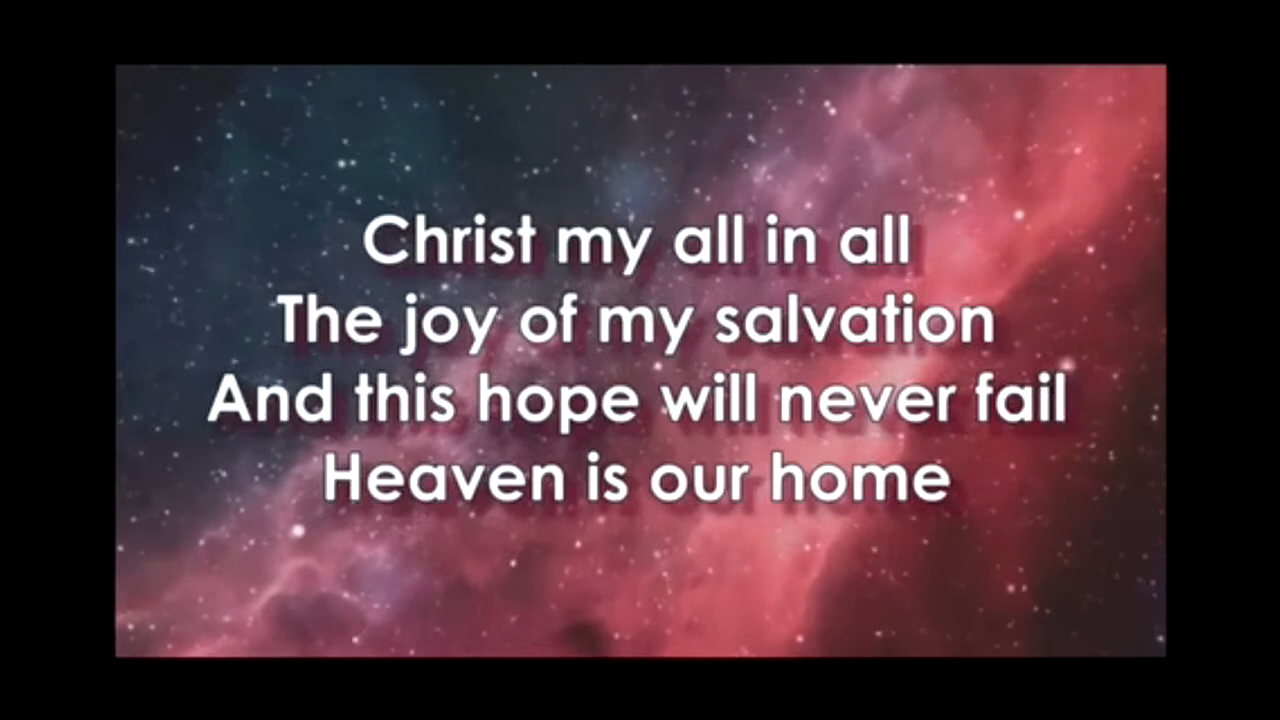 Christ my all in all
The joy of my salvation
And this hope will never fail
Heaven is our home